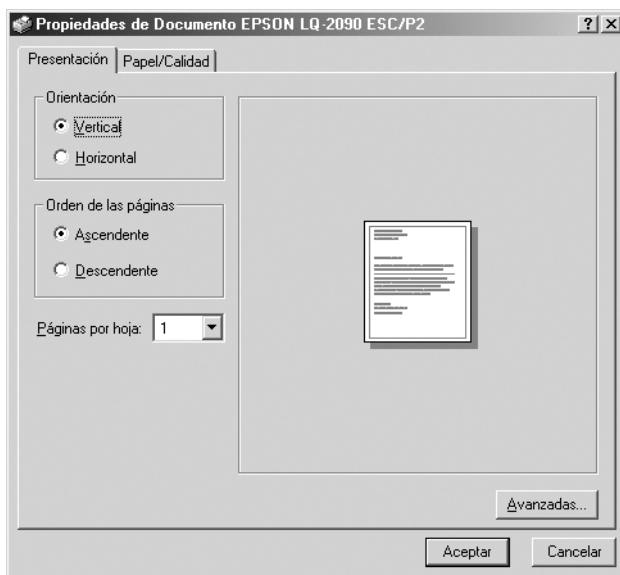 Propiedades de Documento EPSON LQ-2090 ESC/P2
Presentación Papel/Calidad
Orientación
Vertical
Horizontal
Orden de las páginas
Ascendente
Descendente
Páginas por hoja: 1
Avanzadas...
Aceptar Cancelar